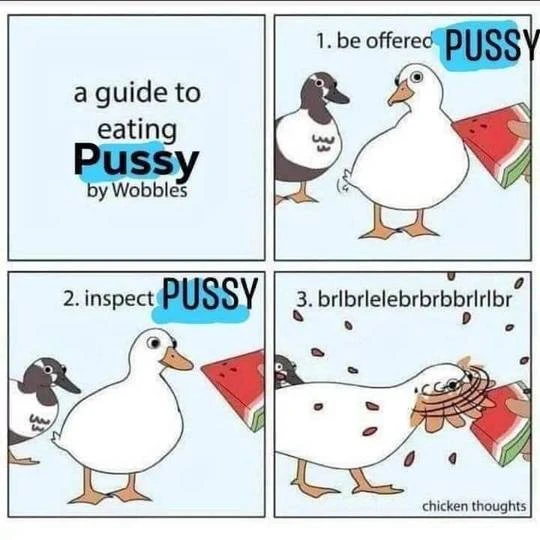 a guide to
eating
Pussy
by Wobbles
1. be offered PUSSY
2. inspect PUSSY
3. brlbrlelebrbrbbrlrlbr
chicken thoughts